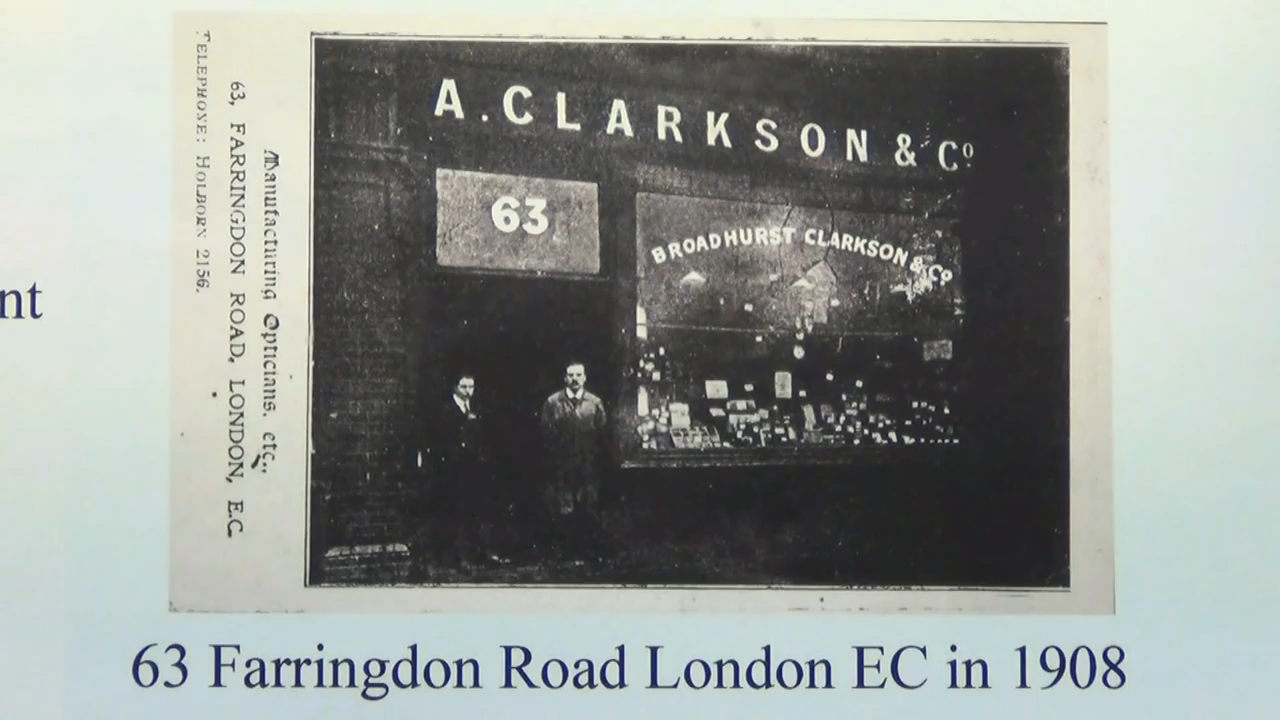 nt
TELEPHONE: HOLBORN 2156.
63, FARRINGDON ROAD, LONDON, E.C.
Manufacturing Opticians, etc.,
A. CLARKSON & Cº
63
BROADHURST CLARKSON & Cº
63 Farringdon Road London EC in 1908